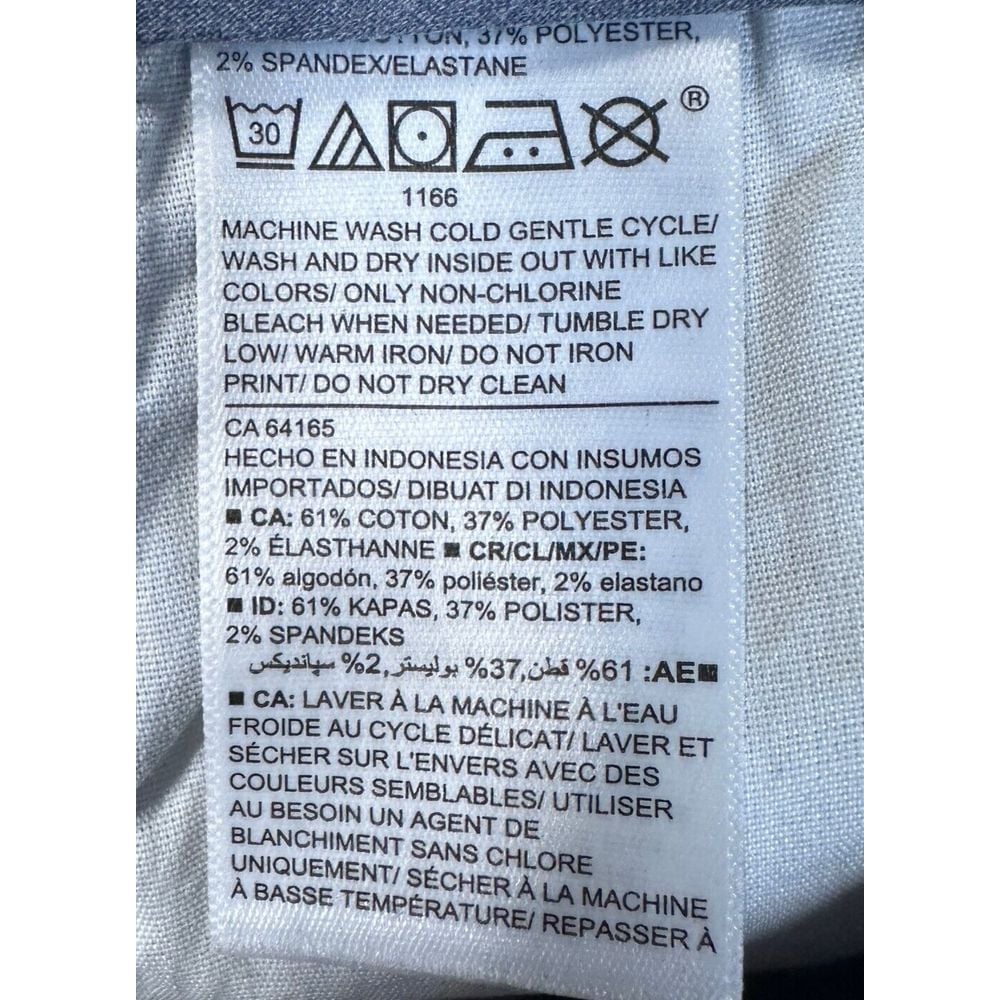 37% POLYESTER,
2% SPANDEX/ELASTANE
30
®
1166
MACHINE WASH COLD GENTLE CYCLE/
WASH AND DRY INSIDE OUT WITH LIKE
COLORS/ ONLY NON-CHLORINE
BLEACH WHEN NEEDED/ TUMBLE DRY
LOW/ WARM IRON/ DO NOT IRON
PRINT/ DO NOT DRY CLEAN
CA 64165
HECHO EN INDONESIA CON INSUMOS
IMPORTADOS/ DIBUAT DI INDONESIA
■ CA: 61% COTON, 37% POLYESTER,
2% ÉLASTHANNE ■ CR/CL/MX/PE:
61% algodón, 37% poliéster, 2% elastano
■ ID: 61% KAPAS, 37% POLISTER,
2% SPANDEKS
■AE: 61% قطن, 37% بوليستر, 2% سپانديكس
■ CA: LAVER À LA MACHINE À L'EAU
FROIDE AU CYCLE DÉLICAT/ LAVER ET
SÉCHER SUR L'ENVERS AVEC DES
COULEURS SEMBLABLES/ UTILISER
AU BESOIN UN AGENT DE
BLANCHIMENT SANS CHLORE
UNIQUEMENT/ SÉCHER À LA MACHINE
À BASSE TEMPÉRATURE/ REPASSER À